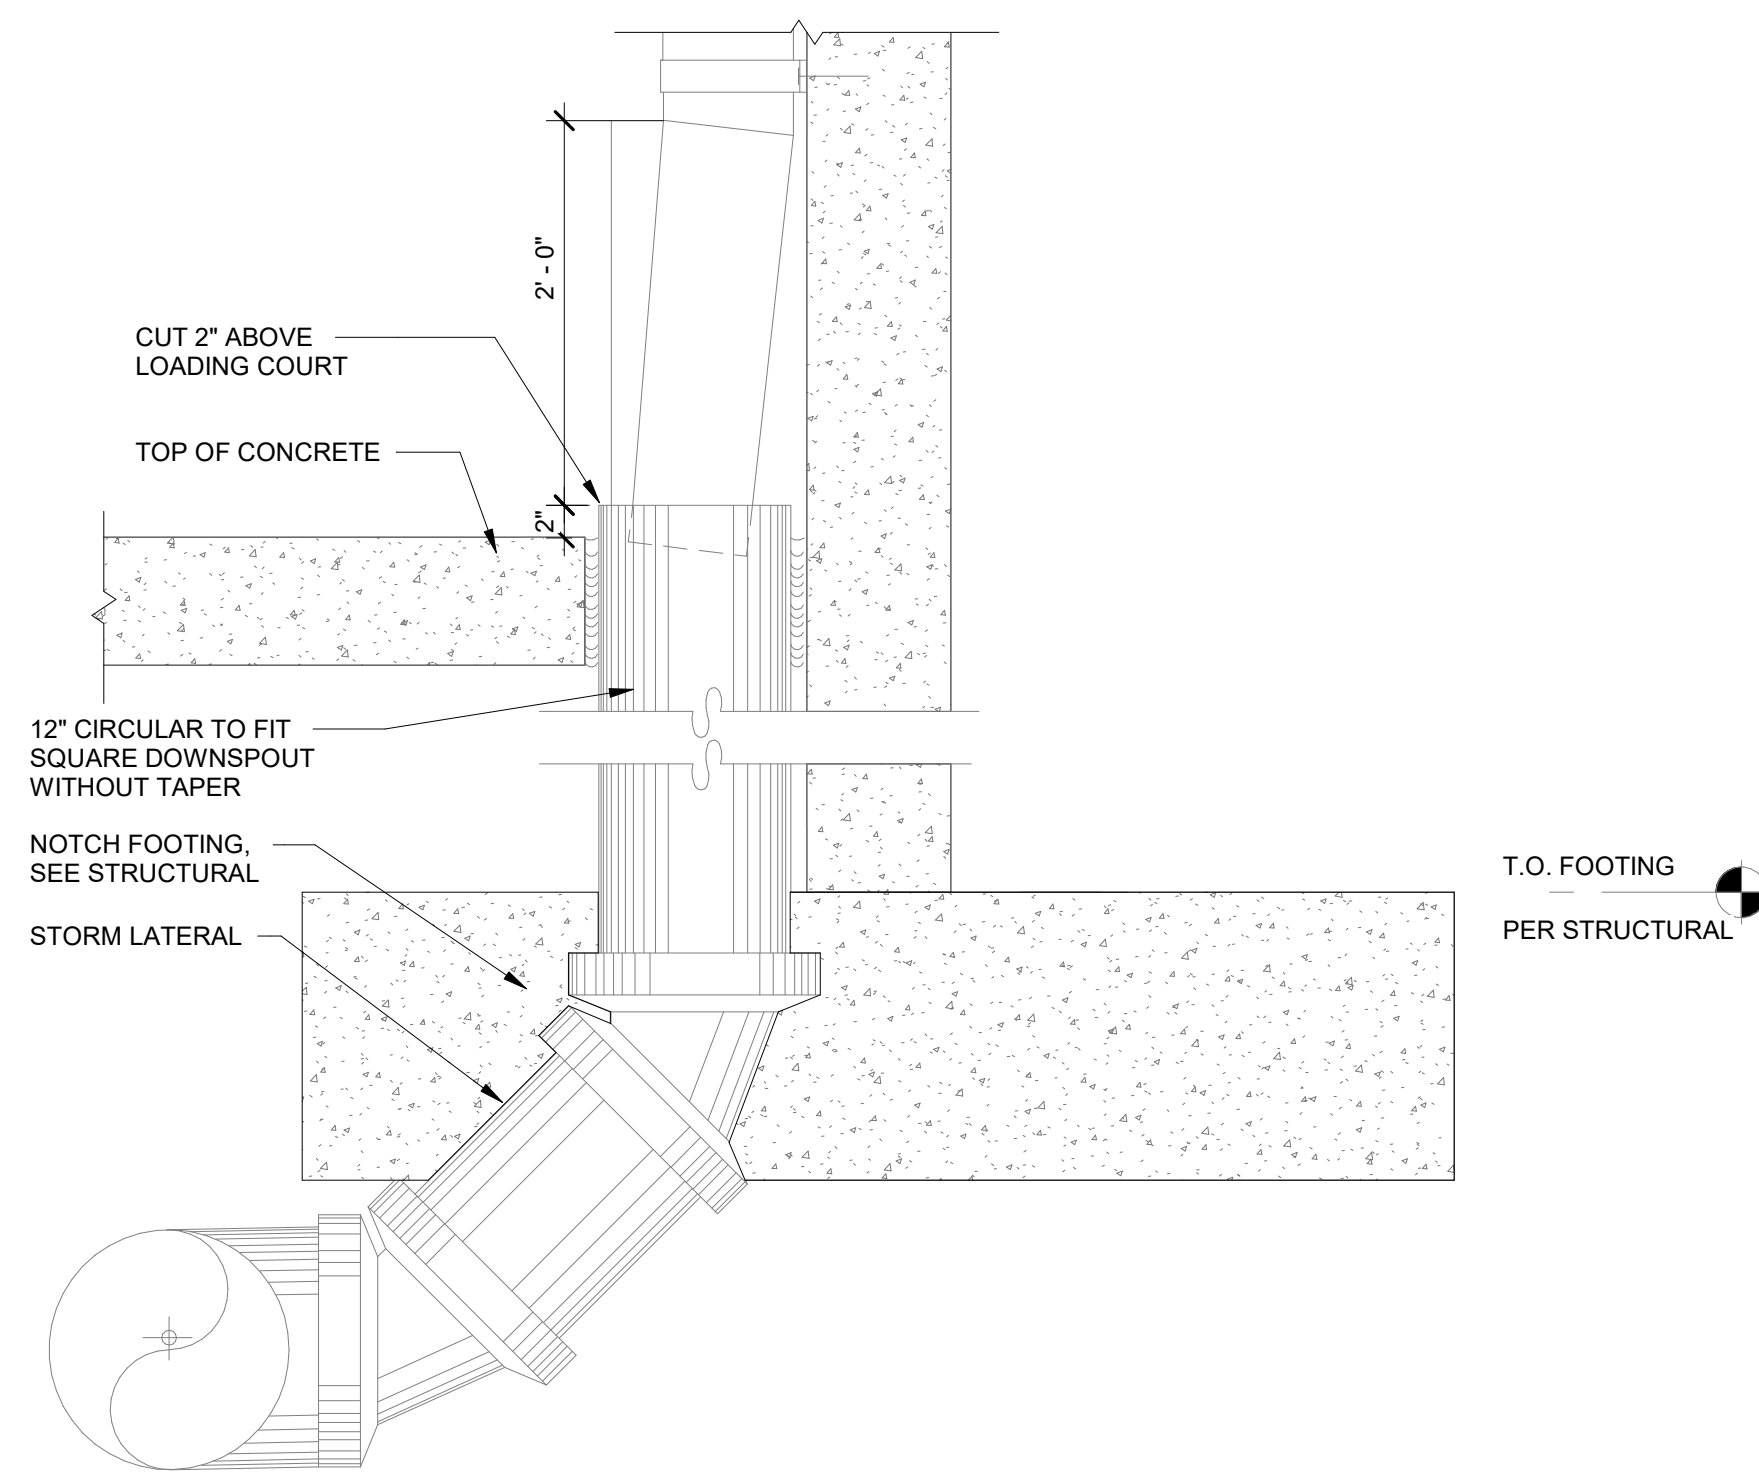 2' - 0"
CUT 2" ABOVE
LOADING COURT
TOP OF CONCRETE
2"
12" CIRCULAR TO FIT
SQUARE DOWNSPOUT
WITHOUT TAPER
NOTCH FOOTING,
SEE STRUCTURAL
STORM LATERAL
T.O. FOOTING
PER STRUCTURAL